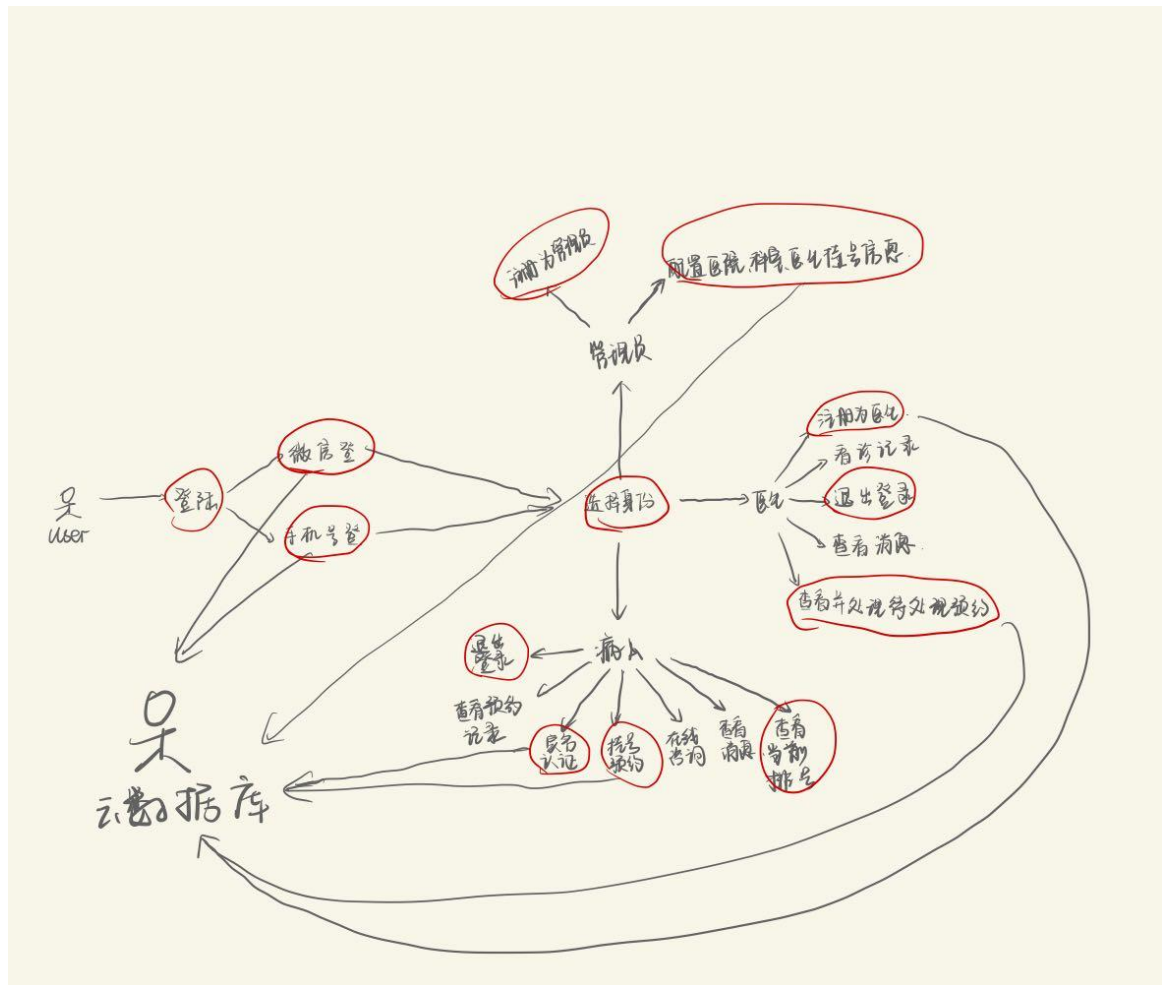 注册为管理员
配置医院、科室、医生挂号信息
管理员
注册为医生
微信登
看诊记录
user
登陆
选择身份
医生
退出登录
手机号登
查看消息
查看并处理待处理预约
病人
退出
登录
查看预约
记录
实名
认证
挂号
预约
在线
咨询
查看
消息
查看
当前
排号
云数据库